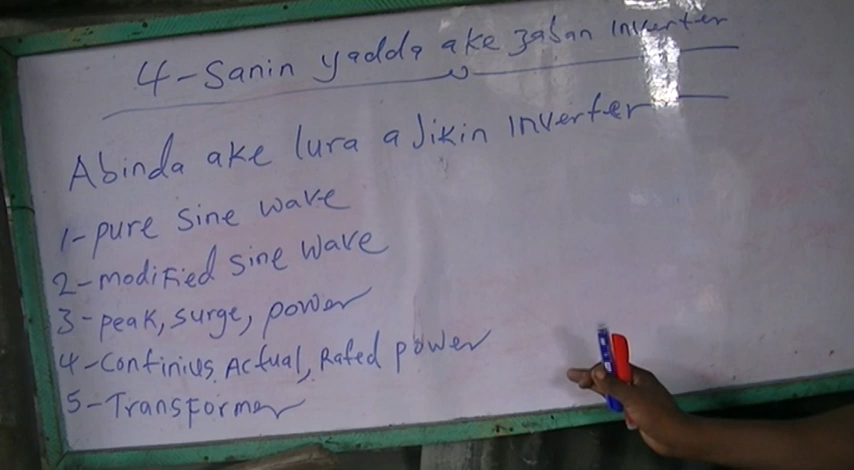 4-Sanin yadda ake zaban inverter
Abinda ake lura a Jikin Inverter
1-pure sine wave
2-modified sine wave
3-peak, surge, power
4-Continius, Actual, Rated power
5-Transformer